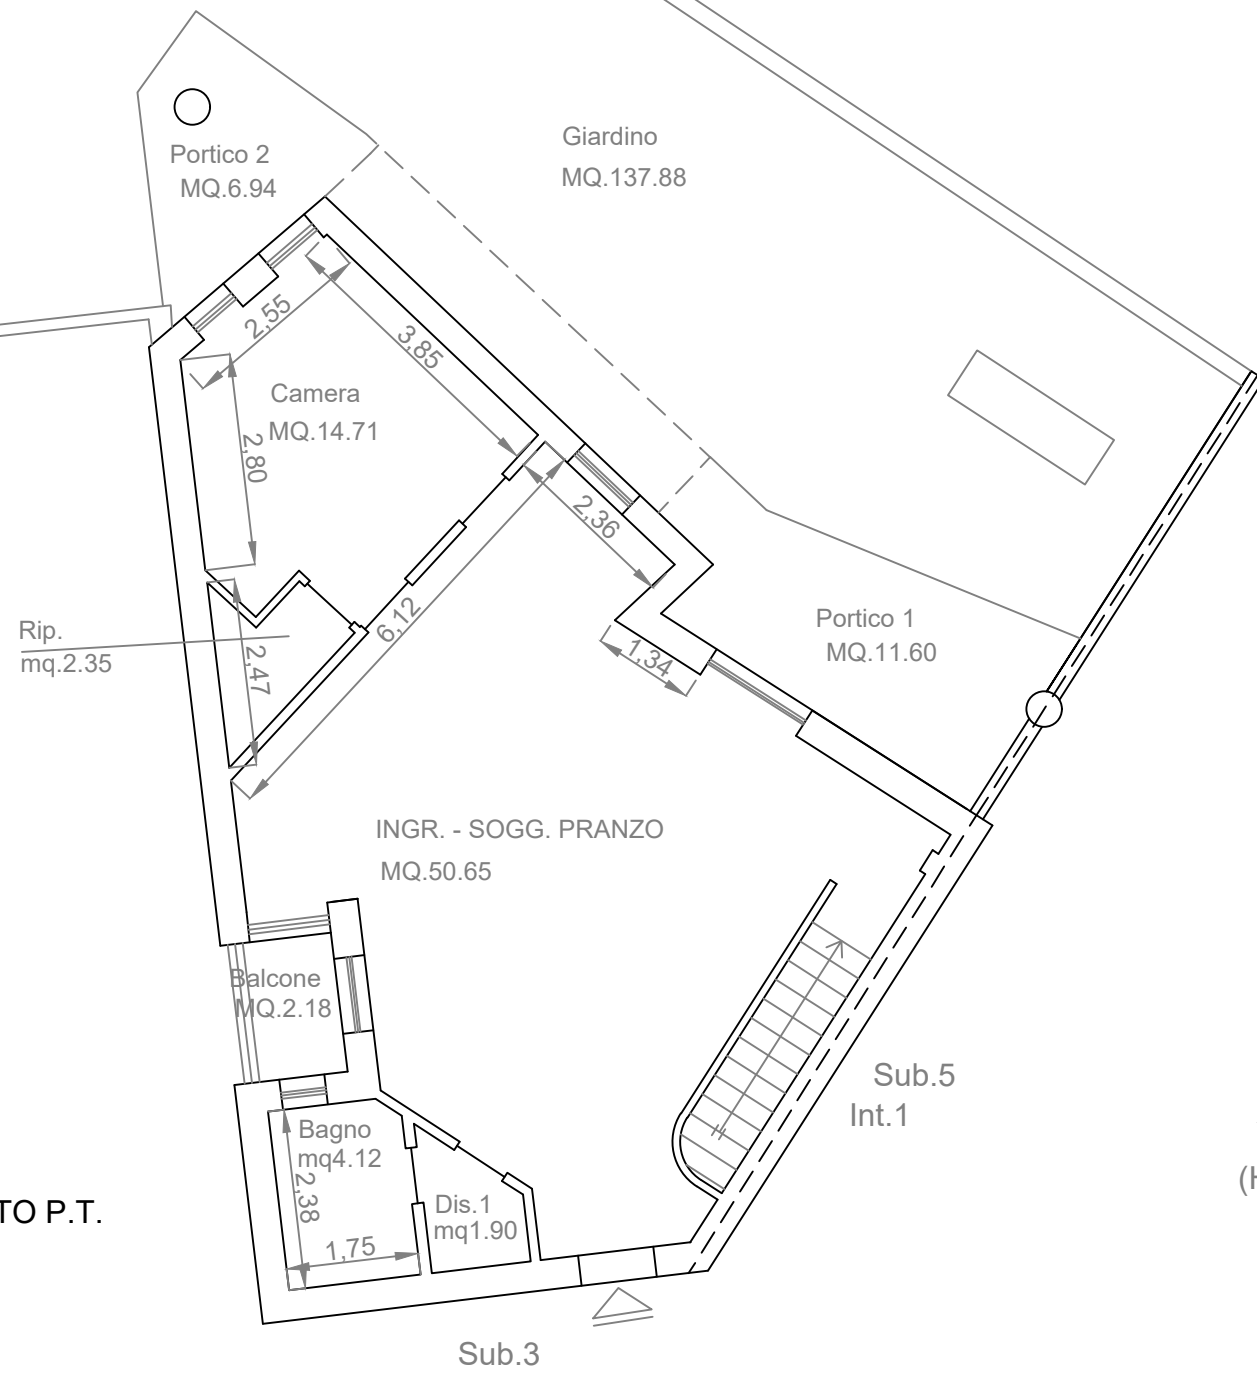 Giardino
MQ.137.88
Portico 2
MQ.6.94
2,55
3,85
Camera
MQ.14.71
2,80
2,36
6,12
Rip.
mq.2.35
2,47
1,34
Portico 1
MQ.11.60
INGR. - SOGG. PRANZO
MQ.50.65
Balcone
MQ.2.18
Sub.5
Int.1
Bagno
mq4.12
2,38
1,75
Dis.1
mq1.90
TO P.T.
Sub.3